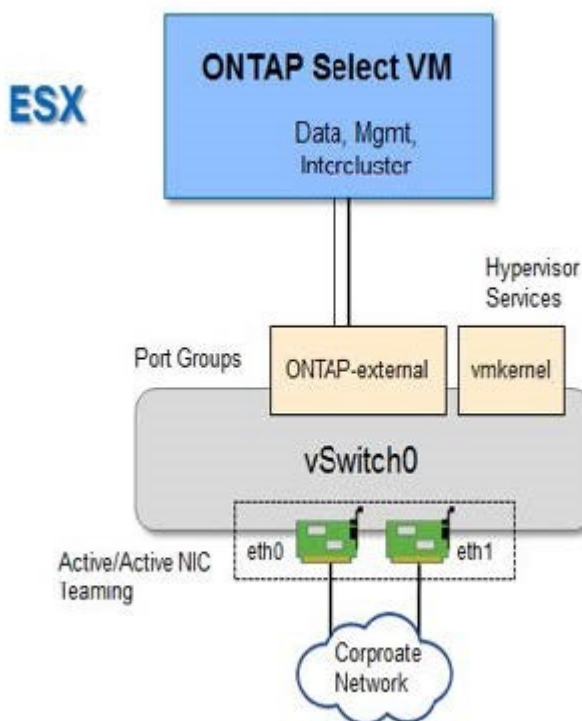 ONTAP Select VM
ESX
Data, Mgmt,
Intercluster
Hypervisor
Services
Port Groups
ONTAP-external
vmkernel
vSwitch0
eth0
eth1
Active/Active NIC
Teaming
Corproate
Network